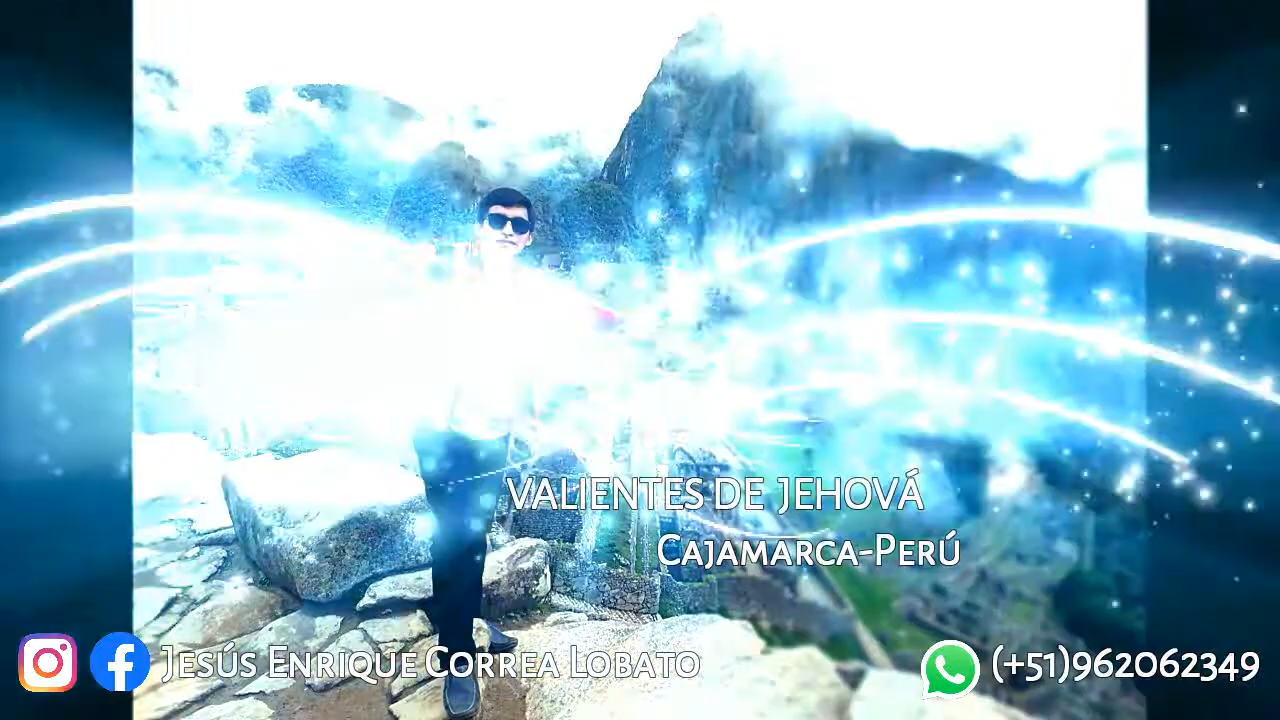 VALIENTES DE JEHOVÁ
CAJAMARCA-PERÚ
JESÚS ENRIQUE CORREA LOBATO
(+51)962062349